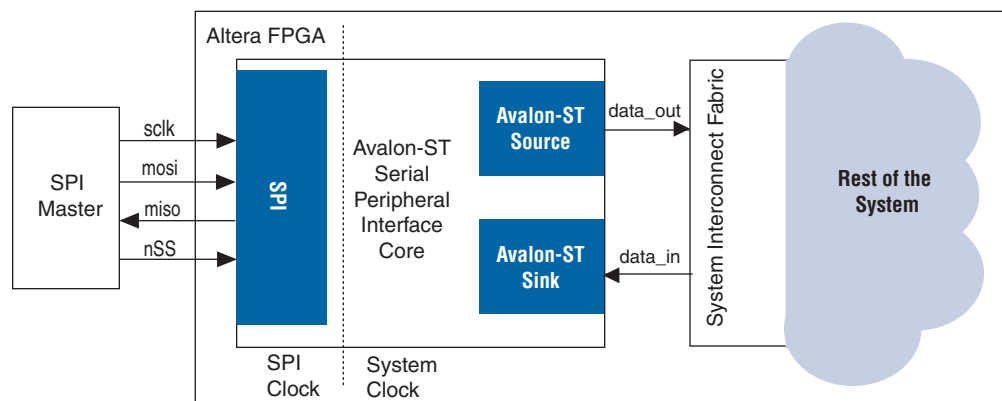 Altera FPGA
SPI
Master
sclk
mosi
miso
nSS
SPI
Avalon-ST
Serial
Peripheral
Interface
Core
Avalon-ST
Source
Avalon-ST
Sink
data_out
data_in
System Interconnect Fabric
Rest of the
System
SPI
Clock
System
Clock